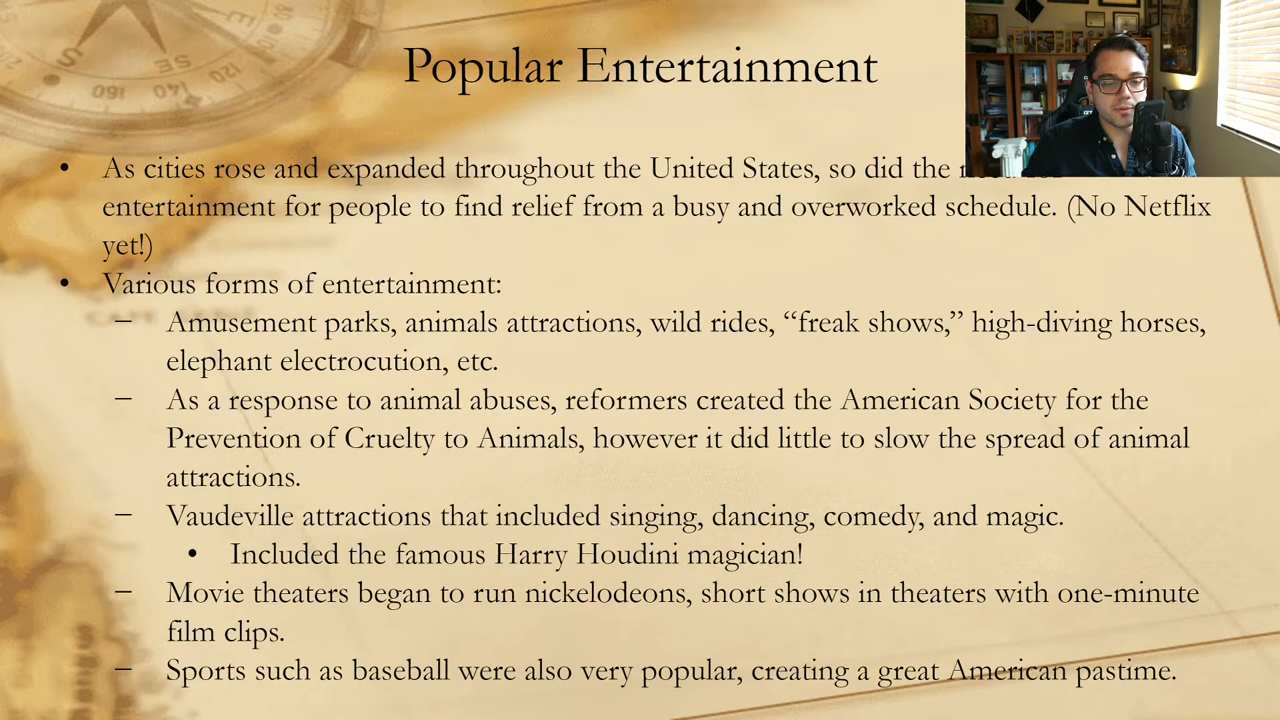 Popular Entertainment
• As cities rose and expanded throughout the United States, so did the
entertainment for people to find relief from a busy and overworked schedule. (No Netflix
yet!)
• Various forms of entertainment:
– Amusement parks, animals attractions, wild rides, “freak shows,” high-diving horses,
elephant electrocution, etc.
– As a response to animal abuses, reformers created the American Society for the
Prevention of Cruelty to Animals, however it did little to slow the spread of animal
attractions.
– Vaudeville attractions that included singing, dancing, comedy, and magic.
• Included the famous Harry Houdini magician!
– Movie theaters began to run nickelodeons, short shows in theaters with one-minute
film clips.
– Sports such as baseball were also very popular, creating a great American pastime.
SE
120
140
160